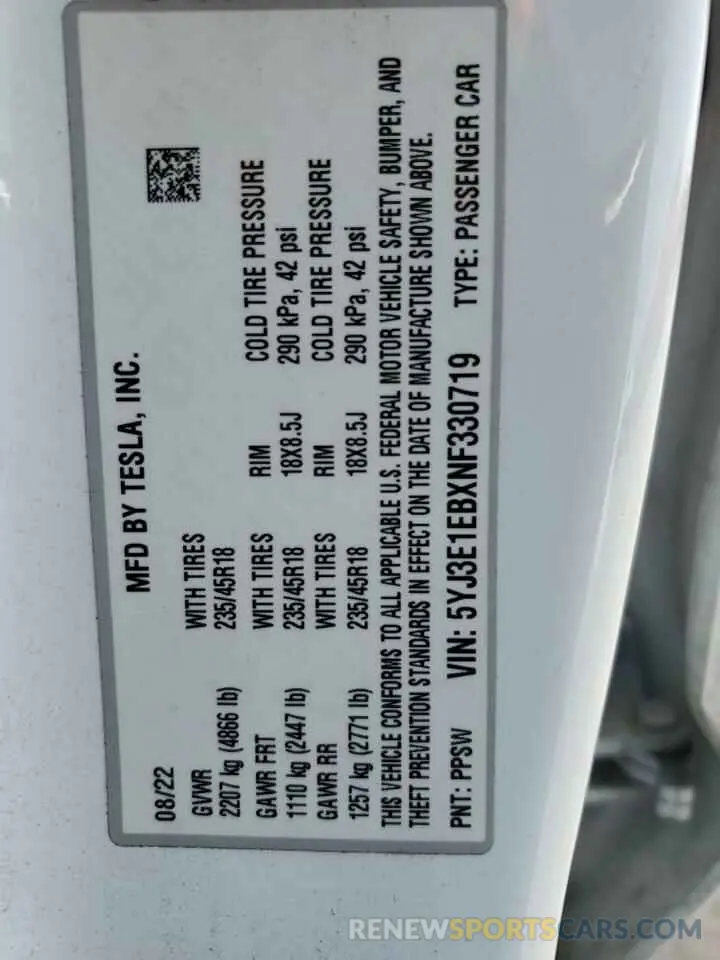 MFD BY TESLA, INC.
08/22
GVWR WITH TIRES
2207 kg (4866 lb) 235/45R18
GAWR FRT WITH TIRES RIM COLD TIRE PRESSURE
1110 kg (2447 lb) 235/45R18 18X8.5J 290 kPa, 42 psi
GAWR RR WITH TIRES RIM COLD TIRE PRESSURE
1257 kg (2771 lb) 235/45R18 18X8.5J 290 kPa, 42 psi
THIS VEHICLE CONFORMS TO ALL APPLICABLE U.S. FEDERAL MOTOR VEHICLE SAFETY, BUMPER, AND
THEFT PREVENTION STANDARDS IN EFFECT ON THE DATE OF MANUFACTURE SHOWN ABOVE.
PNT: PPSW VIN: 5YJ3E1EBXNF330719 TYPE: PASSENGER CAR
RENEWSPORTSCARS.COM